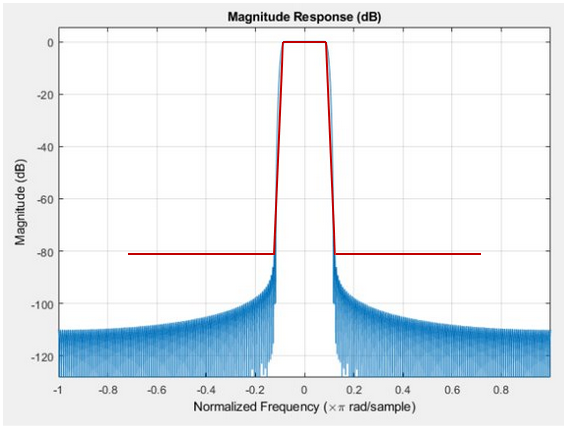 Magnitude Response (dB)
0
-20
-40
-60
-80
-100
-120
Magnitude (dB)
-1 -0.8 -0.6 -0.4 -0.2 0 0.2 0.4 0.6 0.8
Normalized Frequency (×π rad/sample)